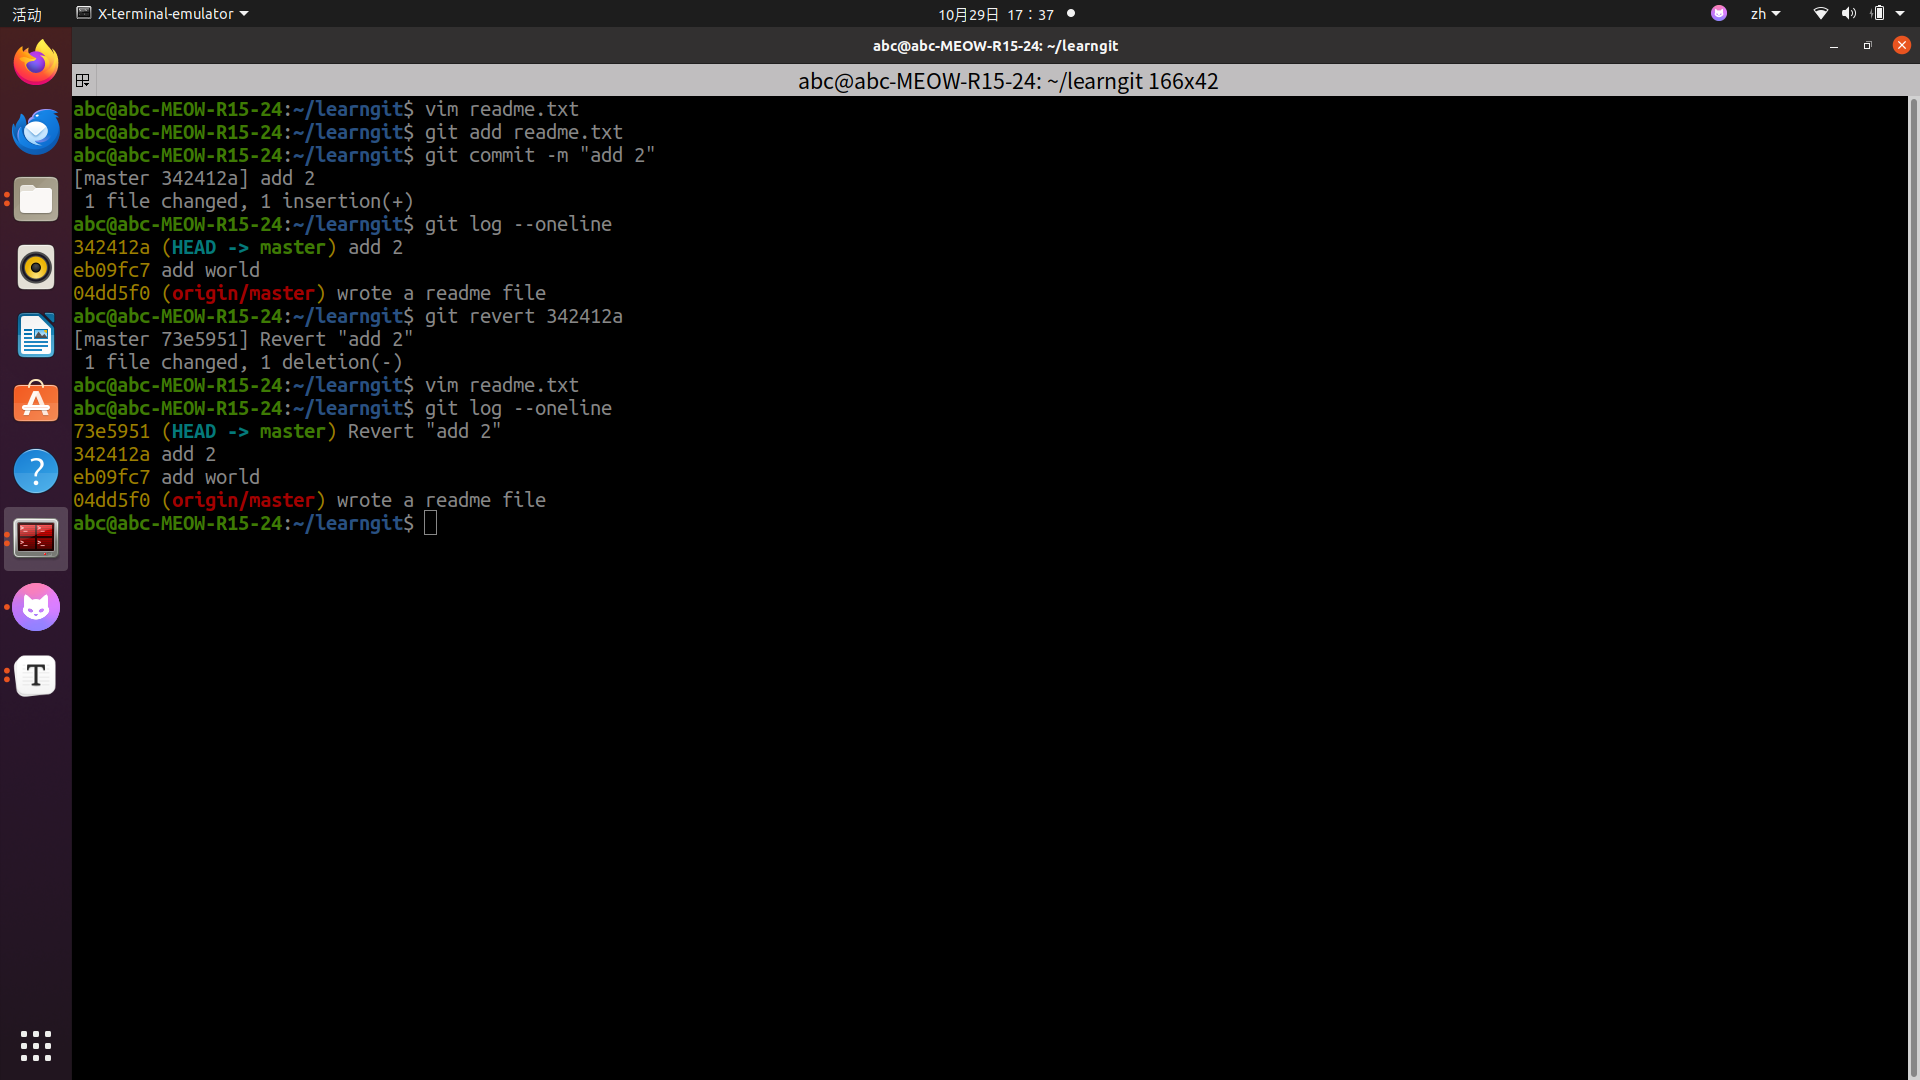 活动
X-terminal-emulator
10月29日 17：37
zh
abc@abc-MEOW-R15-24: ~/learngit
abc@abc-MEOW-R15-24: ~/learngit 166x42
abc@abc-MEOW-R15-24:~/learngit$ vim readme.txt
abc@abc-MEOW-R15-24:~/learngit$ git add readme.txt
abc@abc-MEOW-R15-24:~/learngit$ git commit -m "add 2"
[master 342412a] add 2
 1 file changed, 1 insertion(+)
abc@abc-MEOW-R15-24:~/learngit$ git log --oneline
342412a (HEAD -> master) add 2
eb09fc7 add world
04dd5f0 (origin/master) wrote a readme file
abc@abc-MEOW-R15-24:~/learngit$ git revert 342412a
[master 73e5951] Revert "add 2"
 1 file changed, 1 deletion(-)
abc@abc-MEOW-R15-24:~/learngit$ vim readme.txt
abc@abc-MEOW-R15-24:~/learngit$ git log --oneline
73e5951 (HEAD -> master) Revert "add 2"
342412a add 2
eb09fc7 add world
04dd5f0 (origin/master) wrote a readme file
abc@abc-MEOW-R15-24:~/learngit$